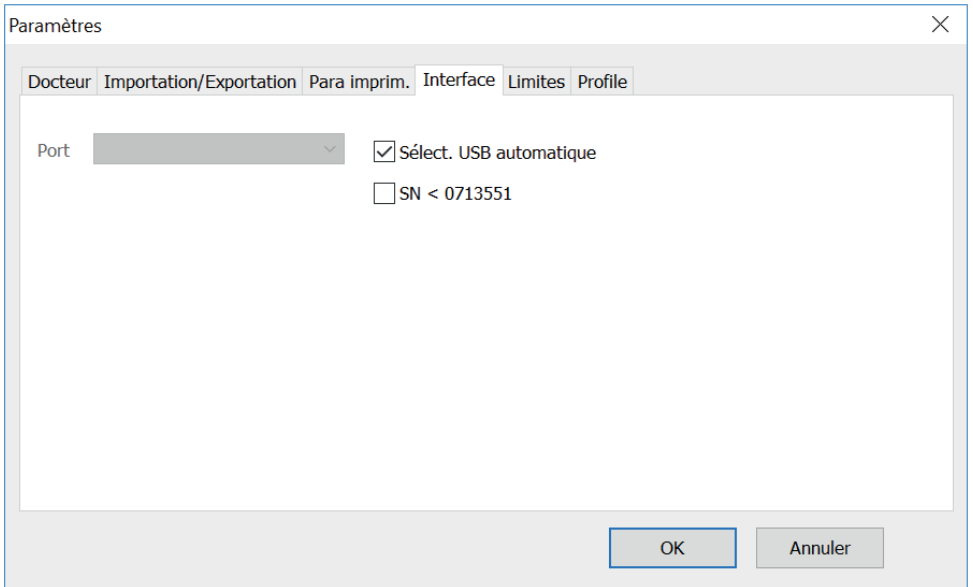 Paramètres
Docteur Importation/Exportation Para imprim. Interface Limites Profile
Port Sélect. USB automatique
SN < 0713551
OK Annuler